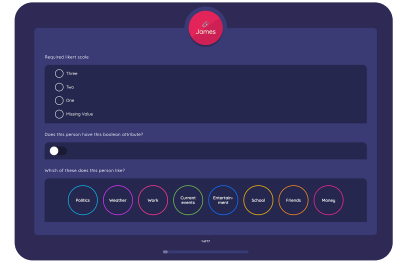 James
Required likert scale
Three
Two
One
Missing Value
Does this person have this boolean attribute?
Which of these does this person like?
Politics
Weather
Work
Current
events
Entertain-
ment
School
Friends
Money